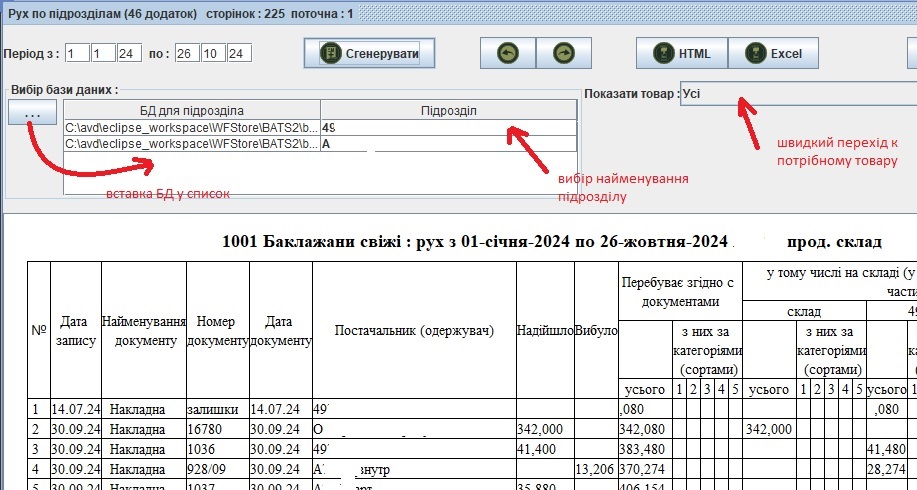 Рух по підрозділам (46 додаток) сторінок : 225 поточна : 1
Період з : 1 1 24 по : 26 10 24 Сгенерувати HTML Excel
Вибір бази даних :
Показати товар : Усі
...
БД для підрозділа Підрозділ
C:\avd\eclipse_workspace\WFStore\BATS2\b... 49
C:\avd\eclipse_workspace\WFStore\BATS2\b... А
швидкий перехід к
потрібному товару
вибір найменування
підрозділу
вставка БД у список
1001 Баклажани свіжі : рух з 01-січня-2024 по 26-жовтня-2024 прод. склад
№ Дата запису Найменування документу Номер документу Дата документу Постачальник (одержувач) Надійшло Вибуло Перебуває згідно с документами у тому числі на складі (у
части
склад 49
з них за категоріями (сортами) з них за категоріями (сортами)
усього 1 2 3 4 5 усього 1 2 3 4 5 усього 1
1 14.07.24 Накладна залишки 14.07.24 49 ,080 ,080
2 30.09.24 Накладна 16780 30.09.24 О 342,000 342,080 342,000
3 30.09.24 Накладна 1036 30.09.24 49 41,400 383,480 41,480
4 30.09.24 Накладна 928/09 30.09.24 А внутр 13,206 370,274 28,274
5 30.09.24 Накладна 1037 30.09.24 35,880 406,154